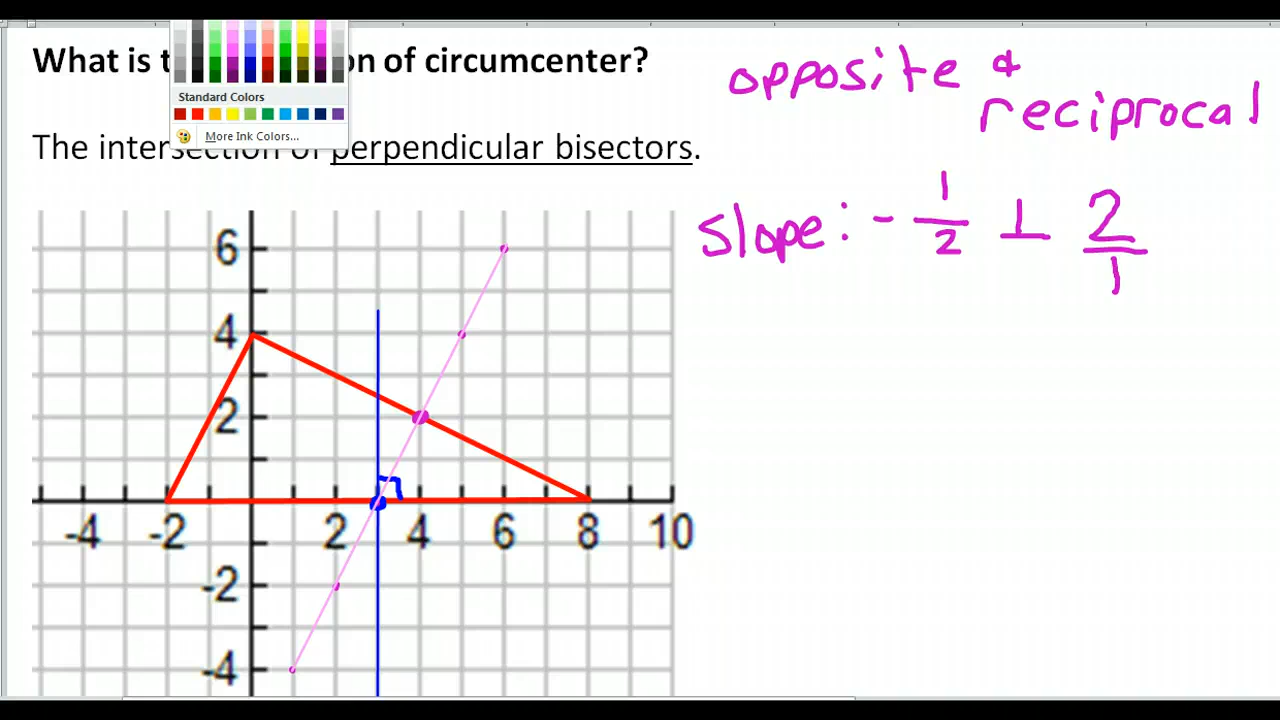 What is t on of circumcenter?
opposite &
reciprocal
Standard Colors
More Ink Colors...
The intersection of perpendicular bisectors.
slope: - 1/2 ⊥ 2/1
6
4
2
-4 -2 2 4 6 8 10
-2
-4